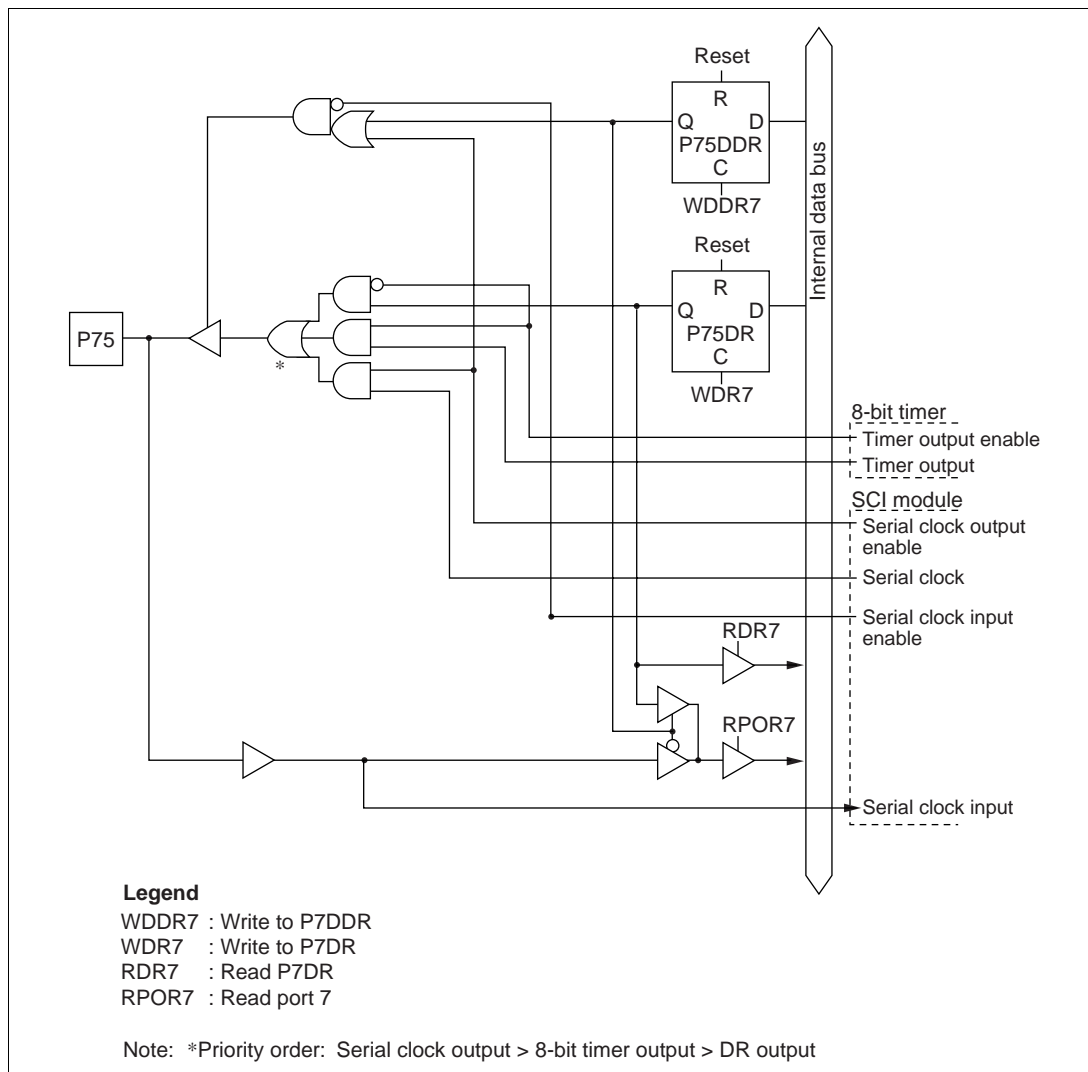 Reset
R
Q D
P75DDR
C
WDDR7
Internal data bus
Reset
R
Q D
P75DR
C
WDR7
P75
*
8-bit timer
Timer output enable
Timer output
SCI module
Serial clock output
enable
Serial clock
Serial clock input
enable
RDR7
RPOR7
Serial clock input
Legend
WDDR7 : Write to P7DDR
WDR7 : Write to P7DR
RDR7 : Read P7DR
RPOR7 : Read port 7
Note: *Priority order: Serial clock output > 8-bit timer output > DR output